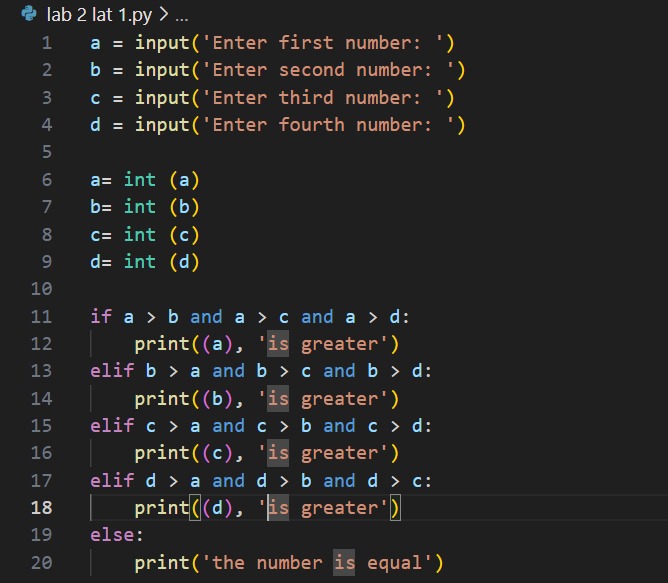 lab 2 lat 1.py > ...
1 a = input('Enter first number: ')
2 b = input('Enter second number: ')
3 c = input('Enter third number: ')
4 d = input('Enter fourth number: ')
5
6 a= int (a)
7 b= int (b)
8 c= int (c)
9 d= int (d)
10
11 if a > b and a > c and a > d:
12     print((a), 'is greater')
13 elif b > a and b > c and b > d:
14     print((b), 'is greater')
15 elif c > a and c > b and c > d:
16     print((c), 'is greater')
17 elif d > a and d > b and d > c:
18     print((d), 'is greater')
19 else:
20     print('the number is equal')